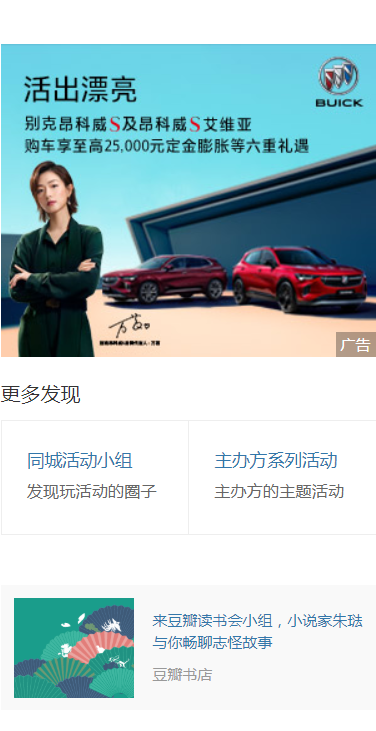 活出漂亮
BUICK
别克昂科威S及昂科威S艾维亚
购车享至高25,000元定金膨胀等六重礼遇
广告
更多发现
同城活动小组
发现玩活动的圈子
主办方系列活动
主办方的主题活动
来豆瓣读书会小组，小说家朱琺
与你畅聊志怪故事
豆瓣书店